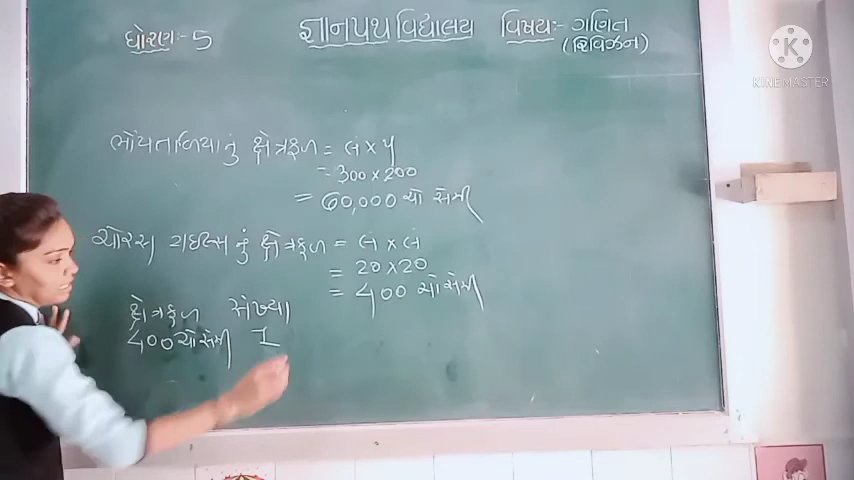 ધોરણ:- 5
જ્ઞાનપથ વિદ્યાલય
વિષય:- ગણિત
(રિવિઝન)
KINEMASTER
ભોંયતળિયાનું ક્ષેત્રફળ = લં × પ
= 300 × 200
= 60,000 ચો સેમી
ચોરસ ટાઇલ્સનું ક્ષેત્રફળ = લં × લં
= 20 × 20
= 400 ચો સેમી
ક્ષેત્રફળ સંખ્યા
400 ચો સેમી 1